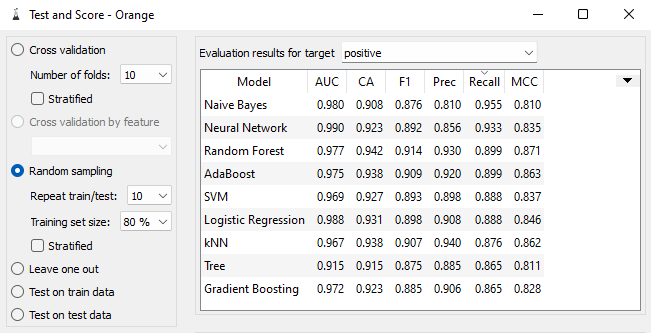 Test and Score - Orange
Cross validation
Number of folds: 10
Stratified
Cross validation by feature
Random sampling
Repeat train/test: 10
Training set size: 80 %
Stratified
Leave one out
Test on train data
Test on test data
Evaluation results for target positive
Model AUC CA F1 Prec Recall MCC
Naive Bayes 0.980 0.908 0.876 0.810 0.955 0.810
Neural Network 0.990 0.923 0.892 0.856 0.933 0.835
Random Forest 0.977 0.942 0.914 0.930 0.899 0.871
AdaBoost 0.975 0.938 0.909 0.920 0.899 0.863
SVM 0.969 0.927 0.893 0.898 0.888 0.837
Logistic Regression 0.988 0.931 0.898 0.908 0.888 0.846
kNN 0.967 0.938 0.907 0.940 0.876 0.862
Tree 0.915 0.915 0.875 0.885 0.865 0.811
Gradient Boosting 0.972 0.923 0.885 0.906 0.865 0.828